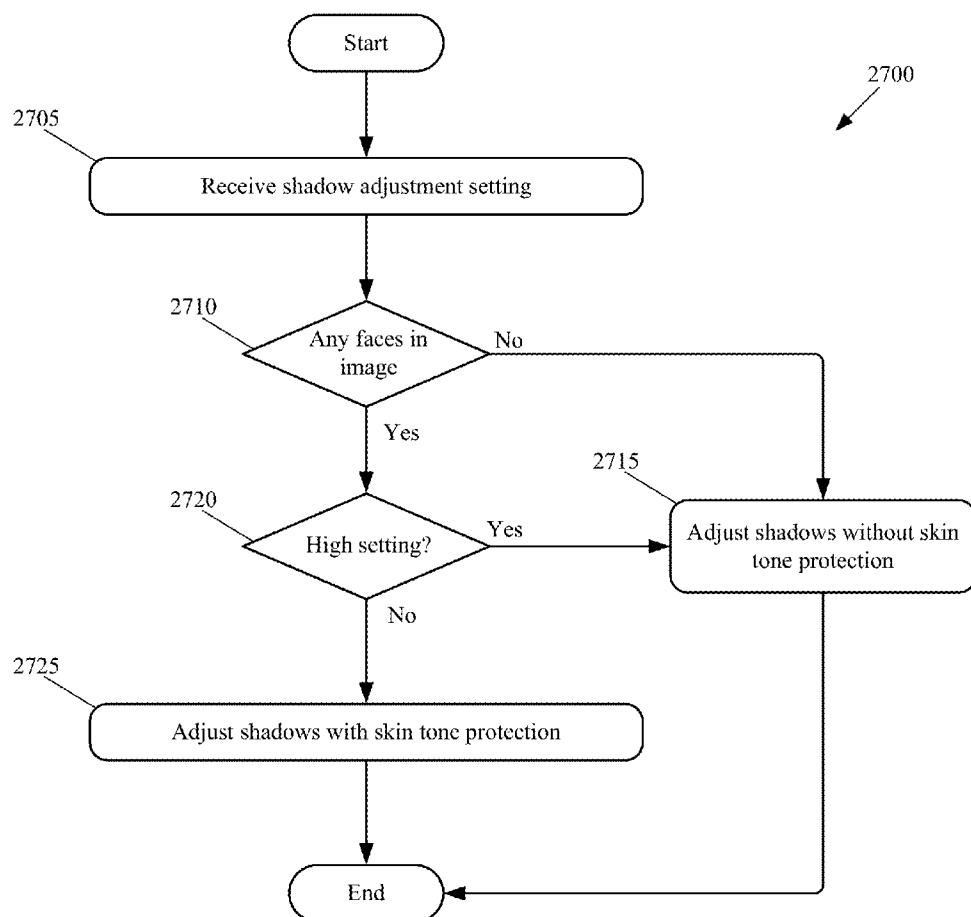 Start
2700
2705
Receive shadow adjustment setting
2710
Any faces in
image
No
Yes
2715
2720
High setting?
Yes
Adjust shadows without skin
tone protection
No
2725
Adjust shadows with skin tone protection
End